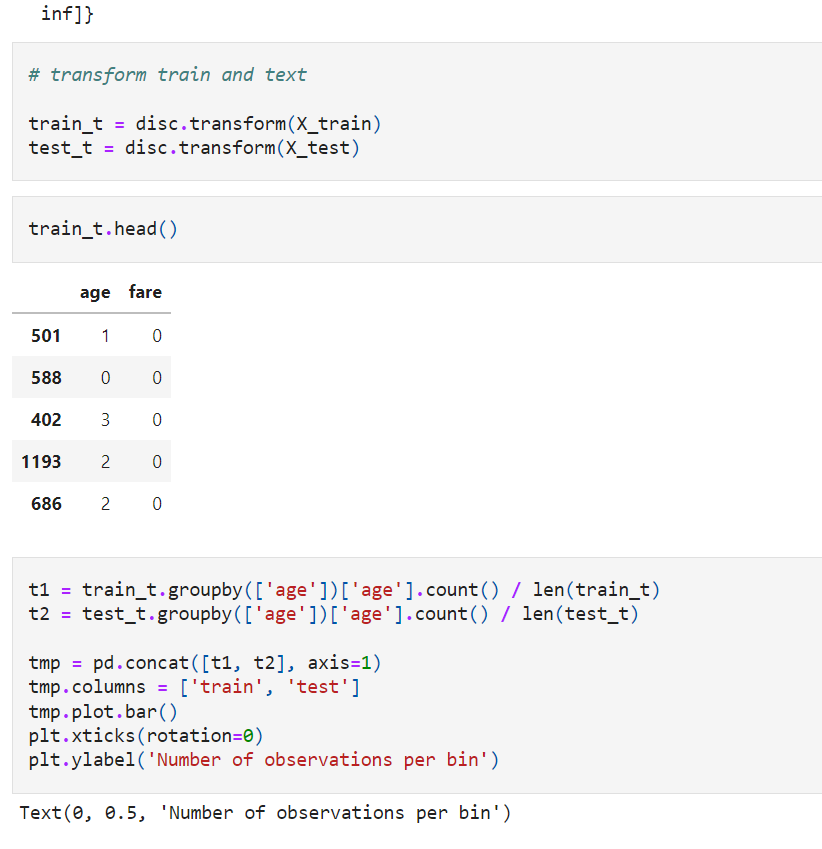 inf]}
# transform train and text
train_t = disc.transform(X_train)
test_t = disc.transform(X_test)
train_t.head()
age fare
501 1 0
588 0 0
402 3 0
1193 2 0
686 2 0
t1 = train_t.groupby(['age'])['age'].count() / len(train_t)
t2 = test_t.groupby(['age'])['age'].count() / len(test_t)
tmp = pd.concat([t1, t2], axis=1)
tmp.columns = ['train', 'test']
tmp.plot.bar()
plt.xticks(rotation=0)
plt.ylabel('Number of observations per bin')
Text(0, 0.5, 'Number of observations per bin')